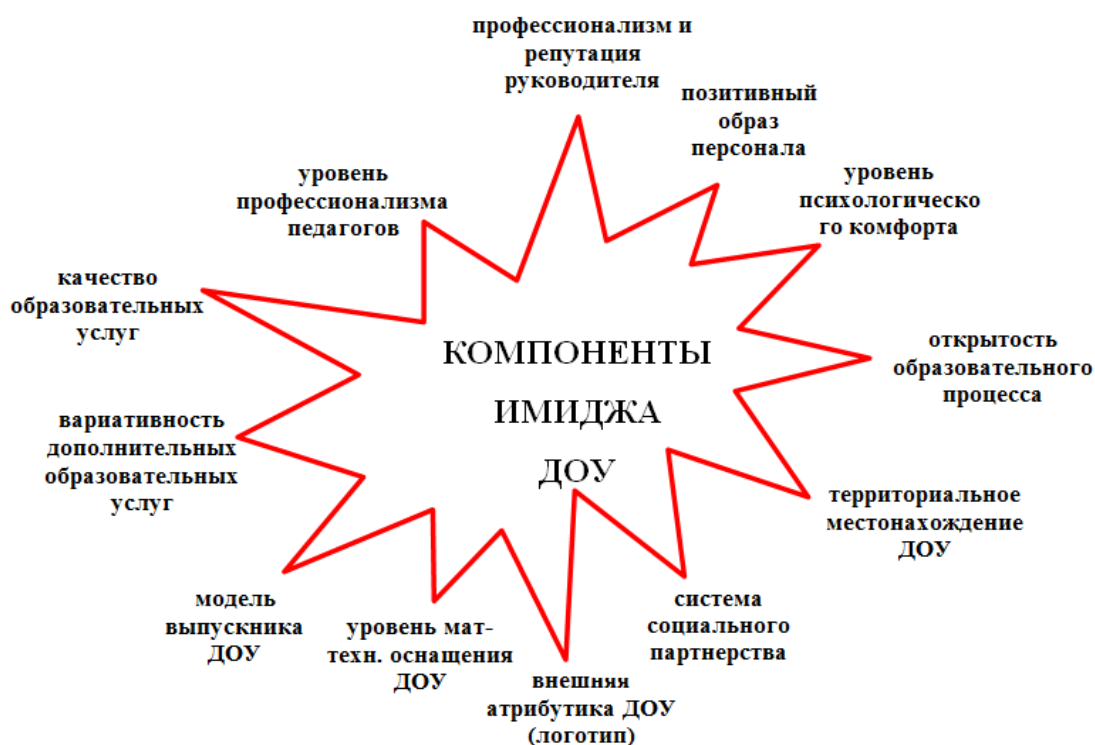 профессионализм и
репутация
руководителя
позитивный
образ
персонала
уровень
психологическо
го комфорта
открытость
образовательного
процесса
территориальное
местонахождение
ДОУ
система
социального
партнерства
внешняя
атрибутика ДОУ
(логотип)
уровень мат-
техн. оснащения
ДОУ
модель
выпускника
ДОУ
вариативность
дополнительных
образовательных
услуг
качество
образовательных
услуг
уровень
профессионализма
педагогов
КОМПОНЕНТЫ
ИМИДЖА
ДОУ